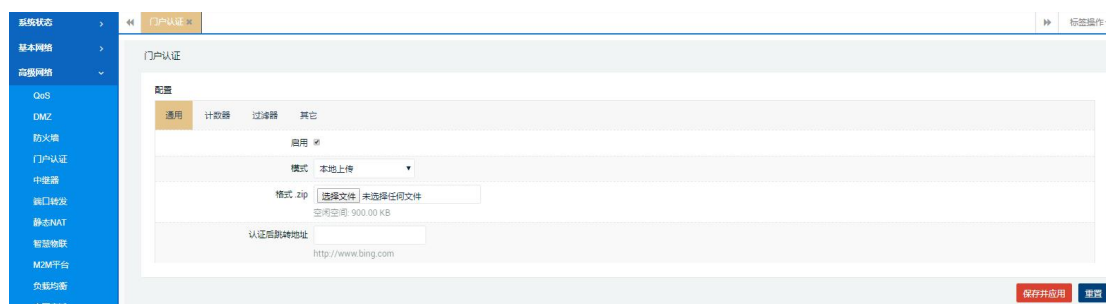 系统状态
基本网络
高级网络
QoS
DMZ
防火墙
门户认证
中继器
端口转发
静态NAT
智慧物联
M2M平台
负载均衡
门户认证
标签操作
门户认证
配置
通用 计数器 过滤器 其它
启用
模式 本地上传
格式 .zip 选择文件 未选择任何文件
空闲空间: 900.00 KB
认证后跳转地址
http://www.bing.com
保存并应用 重置